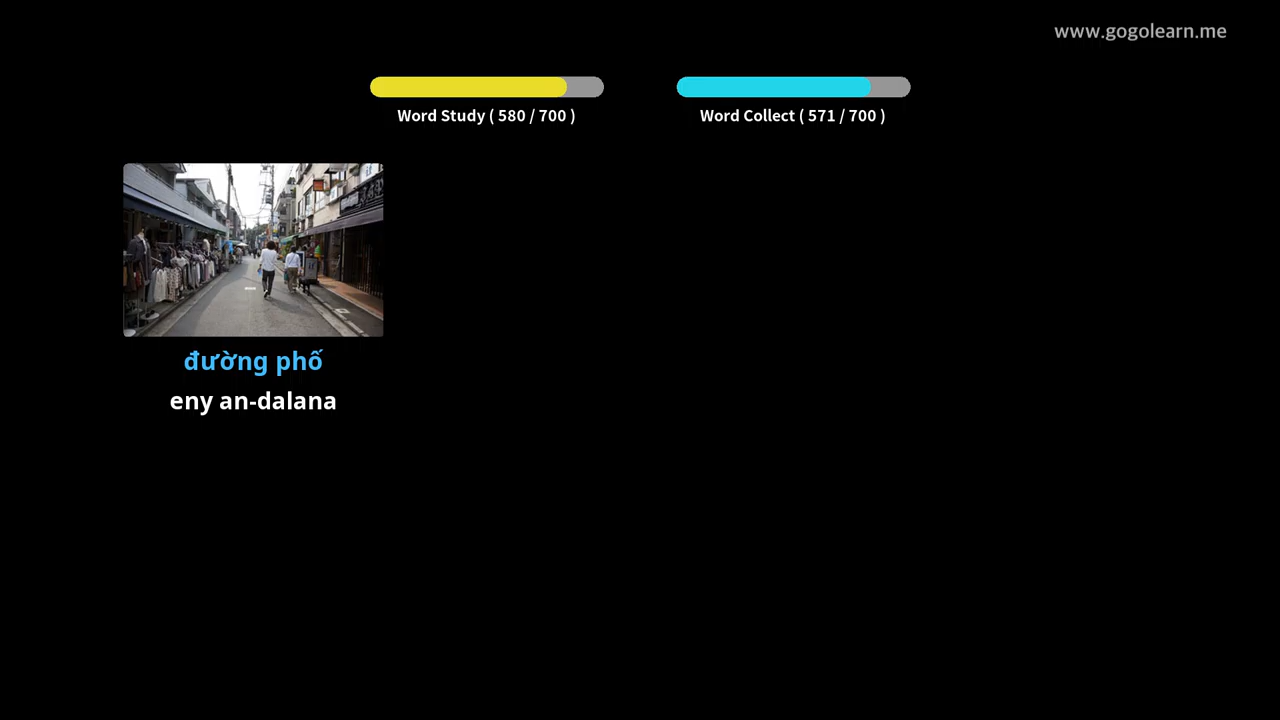 www.gogolearn.me
Word Study ( 580 / 700 )
Word Collect ( 571 / 700 )
đường phố
eny an-dalana